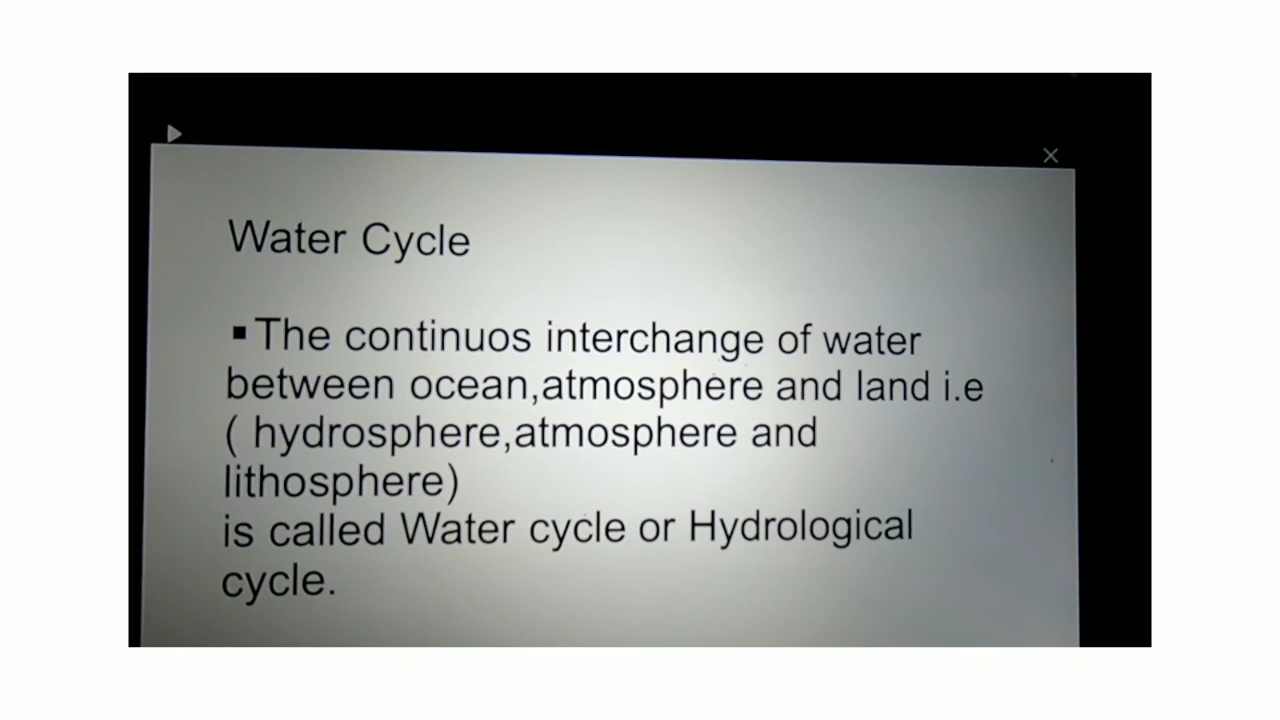 Water Cycle
▪The continuos interchange of water
between ocean,atmosphere and land i.e
( hydrosphere,atmosphere and
lithosphere)
is called Water cycle or Hydrological
cycle.